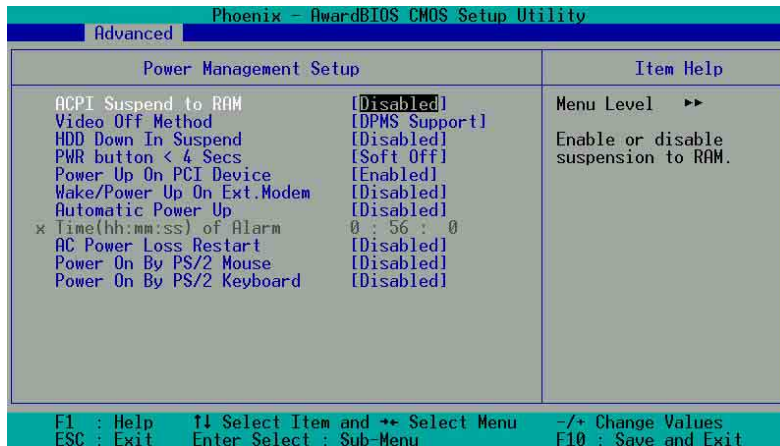 Phoenix - AwardBIOS CMOS Setup Utility
Advanced
Power Management Setup
Item Help
ACPI Suspend to RAM [Disabled]
Video Off Method [DPMS Support]
HDD Down In Suspend [Disabled]
PWR button < 4 Secs [Soft Off]
Power Up On PCI Device [Enabled]
Wake/Power Up On Ext.Modem [Disabled]
Automatic Power Up [Disabled]
x Time(hh:mm:ss) of Alarm 0 : 56 : 0
AC Power Loss Restart [Disabled]
Power On By PS/2 Mouse [Disabled]
Power On By PS/2 Keyboard [Disabled]
Menu Level ▸▸
Enable or disable
suspension to RAM.
F1 : Help ↑↓ Select Item and →← Select Menu -/+ Change Values
ESC : Exit Enter Select : Sub-Menu F10 : Save and Exit